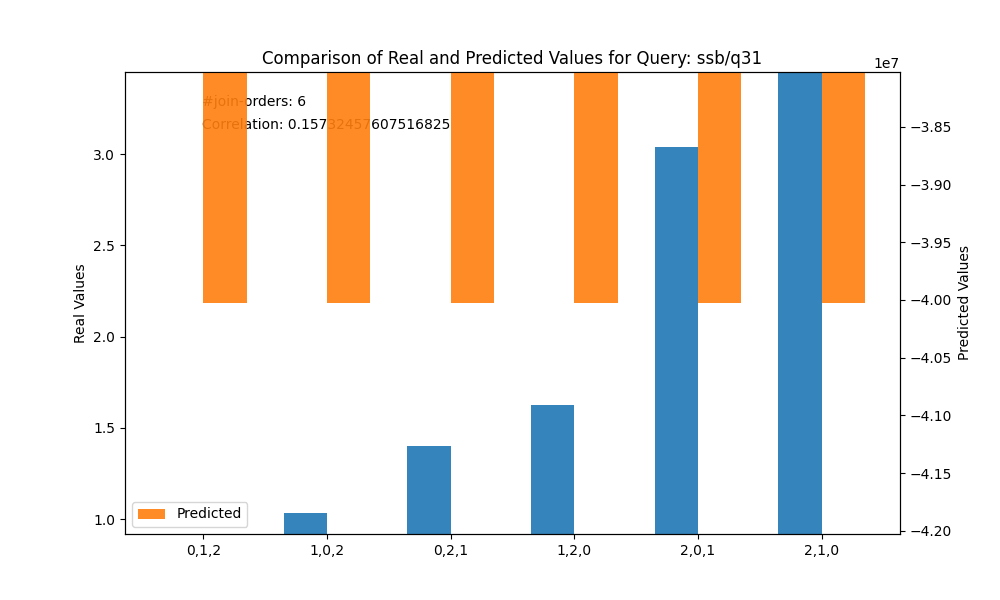 Comparison of Real and Predicted Values for Query: ssb/q31
1e7
#join-orders: 6
Correlation: 0.15732457607516825
3.0
2.5
2.0
1.5
1.0
Real Values
−3.85
−3.90
−3.95
−4.00
−4.05
−4.10
−4.15
−4.20
Predicted Values
Predicted
0,1,2
1,0,2
0,2,1
1,2,0
2,0,1
2,1,0